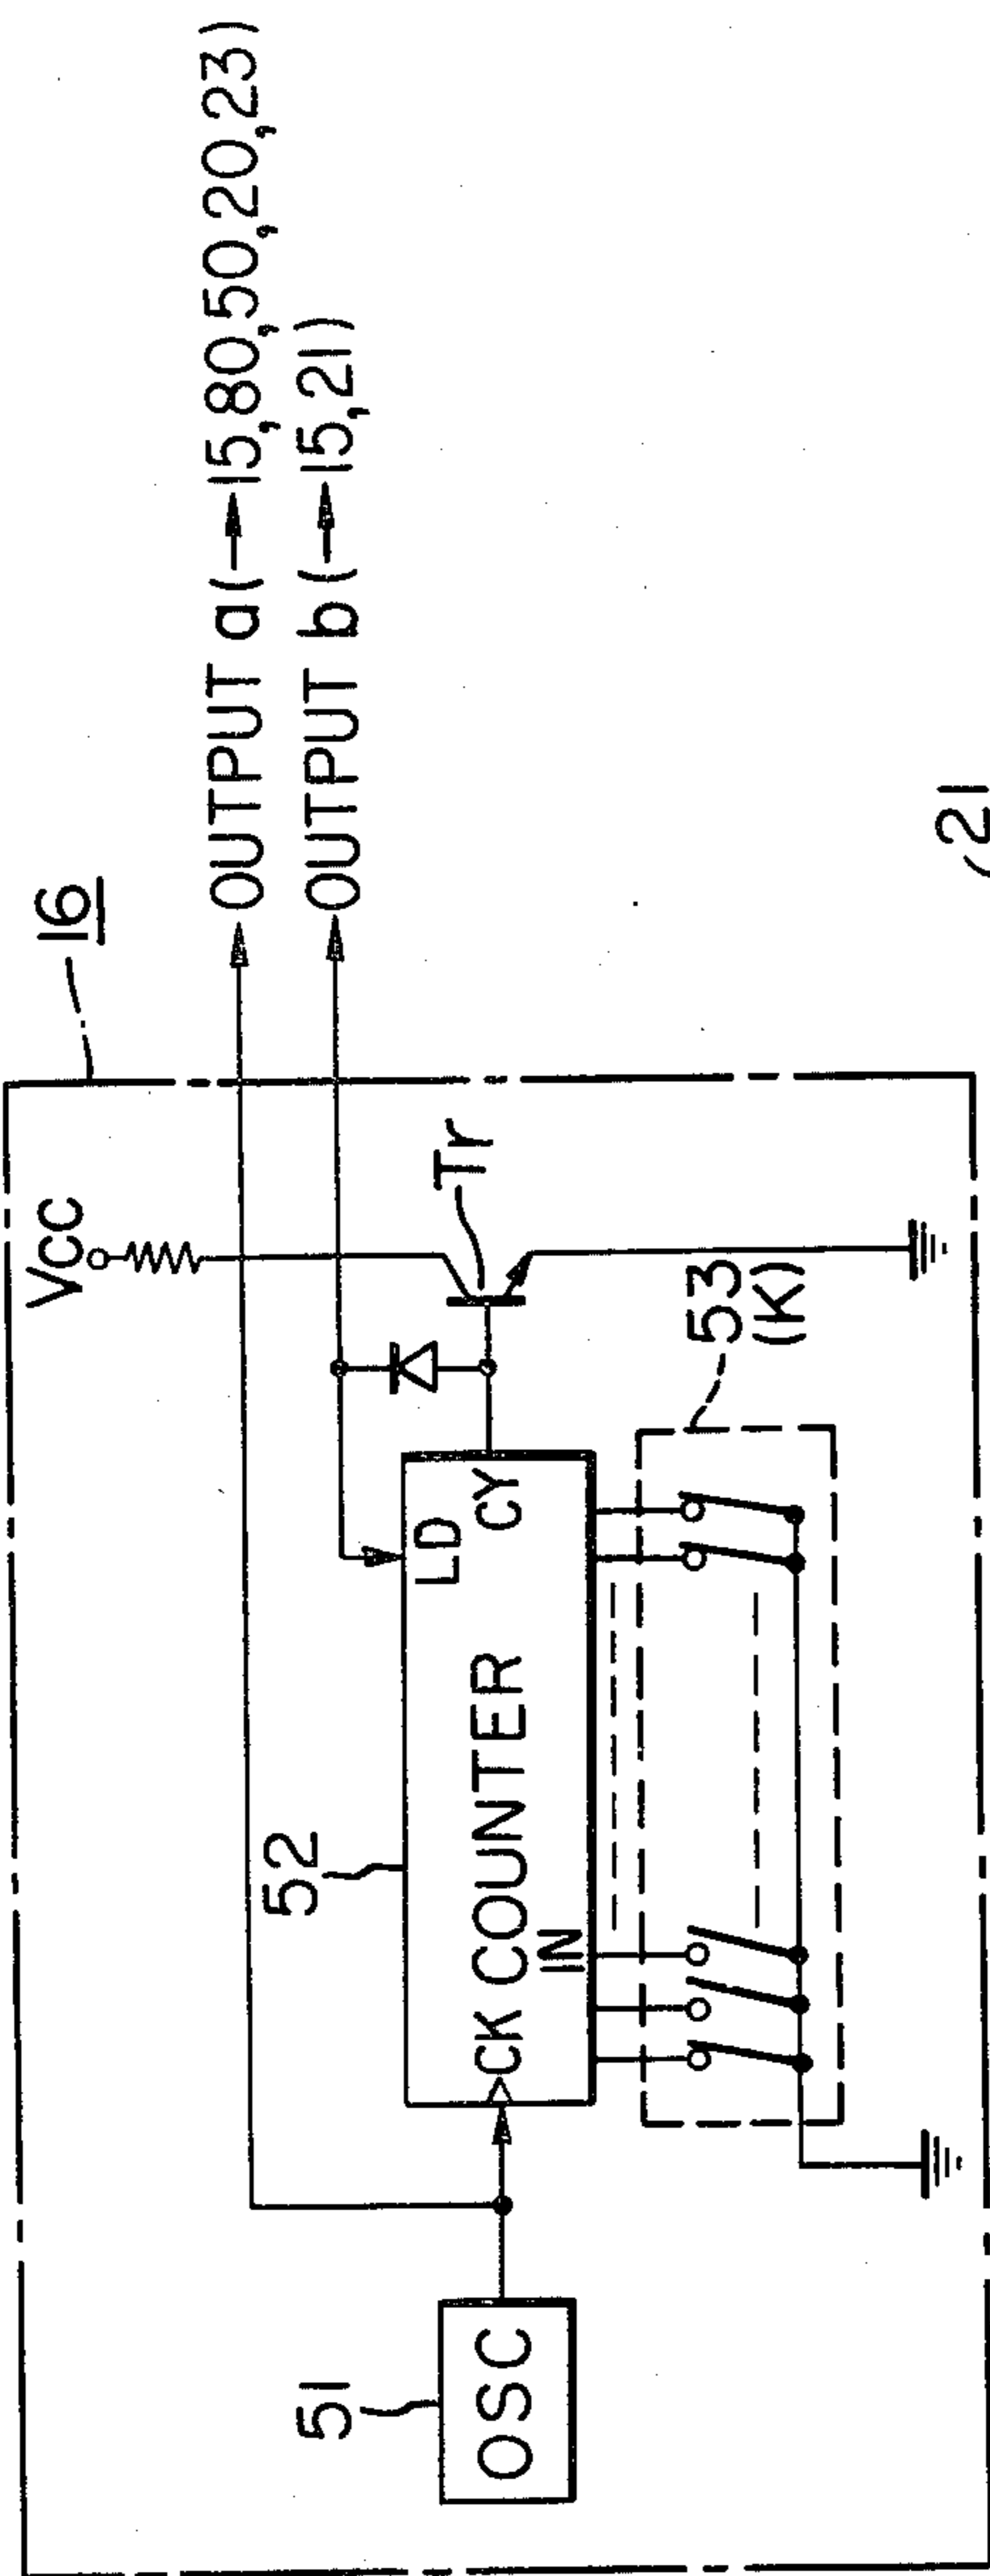 16
VCC
OUTPUT a (→15,80,50,20,23)
OUTPUT b (→15,21)
Tr
52
LD
CK COUNTER CY
IN
51
OSC
53
(K)
21